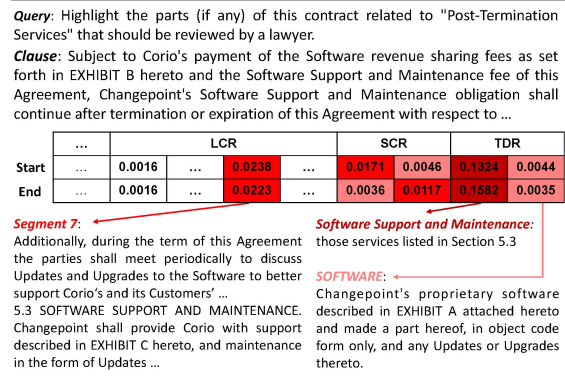 Query: Highlight the parts (if any) of this contract related to "Post-Termination
Services" that should be reviewed by a lawyer.
Clause: Subject to Corio's payment of the Software revenue sharing fees as set
forth in EXHIBIT B hereto and the Software Support and Maintenance fee of this
Agreement, Changepoint's Software Support and Maintenance obligation shall
continue after termination or expiration of this Agreement with respect to …
... LCR SCR TDR
Start ... 0.0016 ... 0.0238 ... 0.0171 0.0046 0.1324 0.0044
End ... 0.0016 ... 0.0223 ... 0.0036 0.0117 0.1582 0.0035
Segment 7:
Additionally, during the term of this Agreement
the parties shall meet periodically to discuss
Updates and Upgrades to the Software to better
support Corio‘s and its Customers’ …
5.3 SOFTWARE SUPPORT AND MAINTENANCE.
Changepoint shall provide Corio with support
described in EXHIBIT C hereto, and maintenance
in the form of Updates …
Software Support and Maintenance:
those services listed in Section 5.3
SOFTWARE:
Changepoint's proprietary software
described in EXHIBIT A attached hereto
and made a part hereof, in object code
form only, and any Updates or Upgrades
thereto.